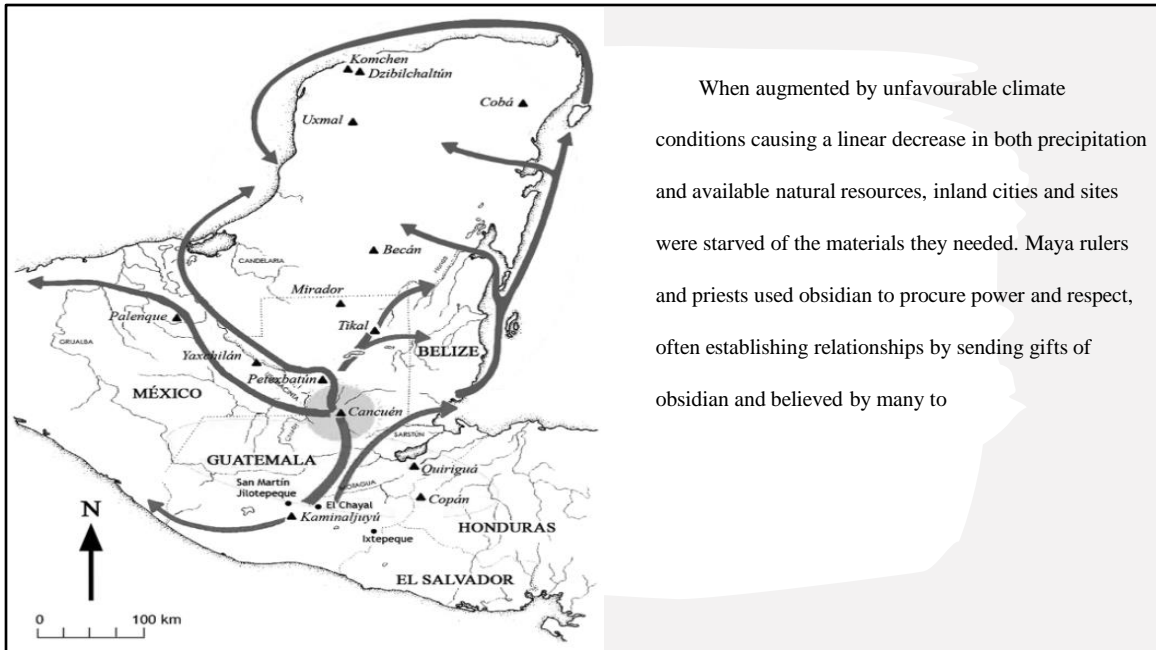 Komchen
Dzibilchaltún
Cobá
Uxmal
Becán
CANDELARIA
HONDO
Mirador
Palenque
Tikal
GRIJALBA
BELIZE
Yaxchilán
Petexbatún
MÉXICO
Cancuén
SARSTÚN
GUATEMALA
Quiriguá
San Martín
Jilotepeque
MOTAGUA
El Chayal
Copán
N
Kaminaljuyú
HONDURAS
Ixtepeque
EL SALVADOR
0 100 km
When augmented by unfavourable climate
conditions causing a linear decrease in both precipitation
and available natural resources, inland cities and sites
were starved of the materials they needed. Maya rulers
and priests used obsidian to procure power and respect,
often establishing relationships by sending gifts of
obsidian and believed by many to